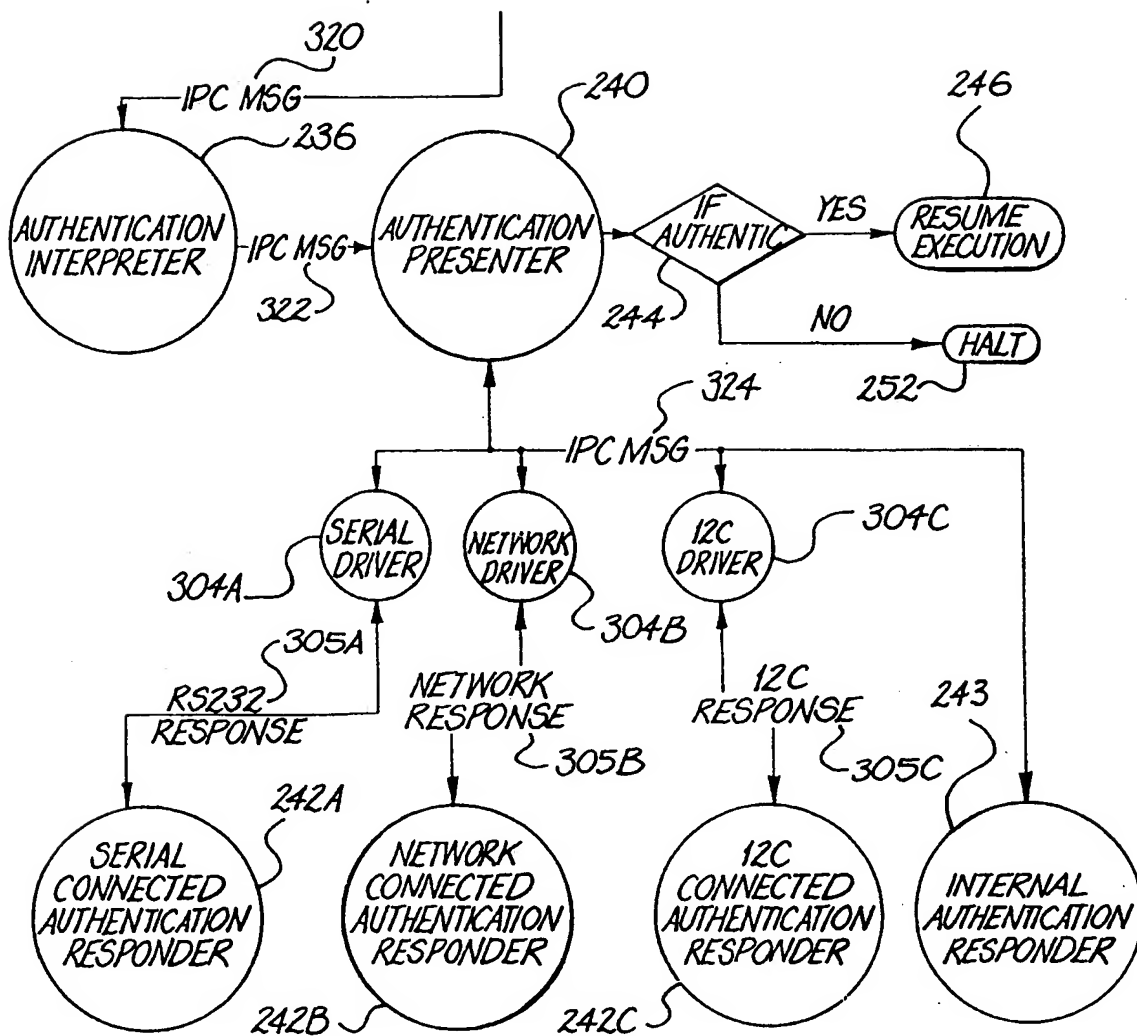 320
IPC MSG
236
240
246
AUTHENTICATION
INTERPRETER
IPC MSG
322
AUTHENTICATION
PRESENTER
IF
AUTHENTIC
244
YES
RESUME
EXECUTION
NO
HALT
252
324
IPC MSG
SERIAL
DRIVER
304A
NETWORK
DRIVER
304B
12C
DRIVER
304C
305A
RS232
RESPONSE
NETWORK
RESPONSE
305B
12C
RESPONSE
305C
243
242A
SERIAL
CONNECTED
AUTHENTICATION
RESPONDER
NETWORK
CONNECTED
AUTHENTICATION
RESPONDER
242B
12C
CONNECTED
AUTHENTICATION
RESPONDER
242C
INTERNAL
AUTHENTICATION
RESPONDER